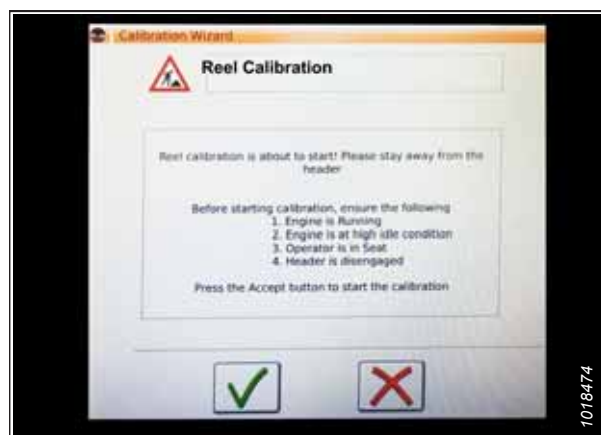 Calibration Wizard
Reel Calibration
Reel calibration is about to start! Please stay away from the
header
Before starting calibration, ensure the following
1. Engine is Running
2. Engine is at high idle condition
3. Operator is in Seat
4. Header is disengaged
Press the Accept button to start the calibration
1018474